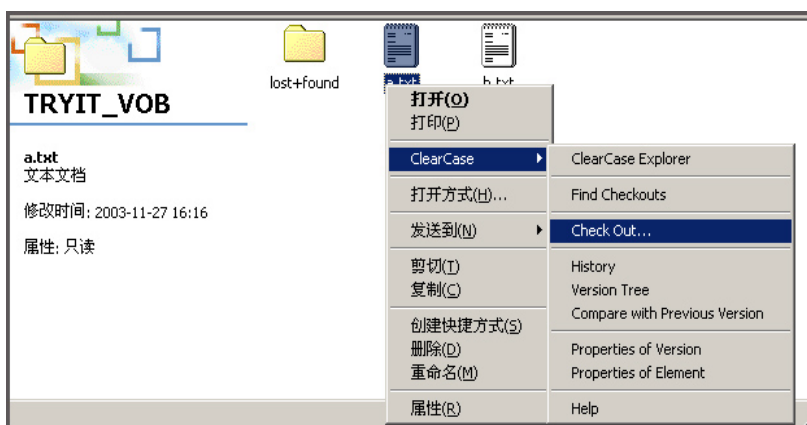 TRYIT_VOB
a.txt
文本文档
修改时间: 2003-11-27 16:16
属性: 只读
lost+found
a.txt
b.txt
打开(O)
打印(P)
ClearCase
打开方式(H)...
发送到(N)
剪切(T)
复制(C)
创建快捷方式(S)
删除(D)
重命名(M)
属性(R)
ClearCase Explorer
Find Checkouts
Check Out...
History
Version Tree
Compare with Previous Version
Properties of Version
Properties of Element
Help